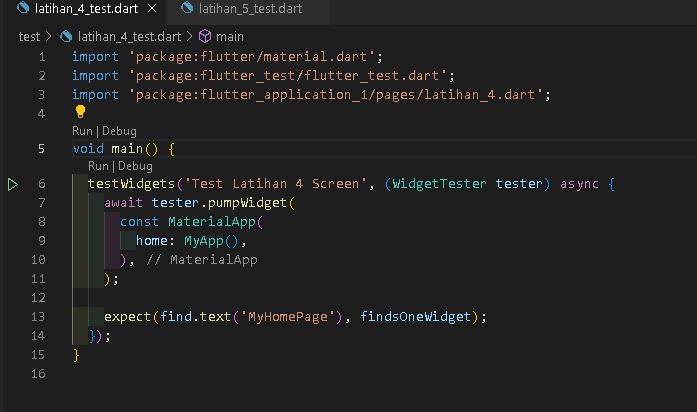 latihan_4_test.dart × latihan_5_test.dart
test > latihan_4_test.dart > main
1 import 'package:flutter/material.dart';
2 import 'package:flutter_test/flutter_test.dart';
3 import 'package:flutter_application_1/pages/latihan_4.dart';
4
Run | Debug
5 void main() {
Run | Debug
6 testWidgets('Test Latihan 4 Screen', (WidgetTester tester) async {
7 await tester.pumpWidget(
8 const MaterialApp(
9 home: MyApp(),
10 ), // MaterialApp
11 );
12
13 expect(find.text('MyHomePage'), findsOneWidget);
14 });
15 }
16